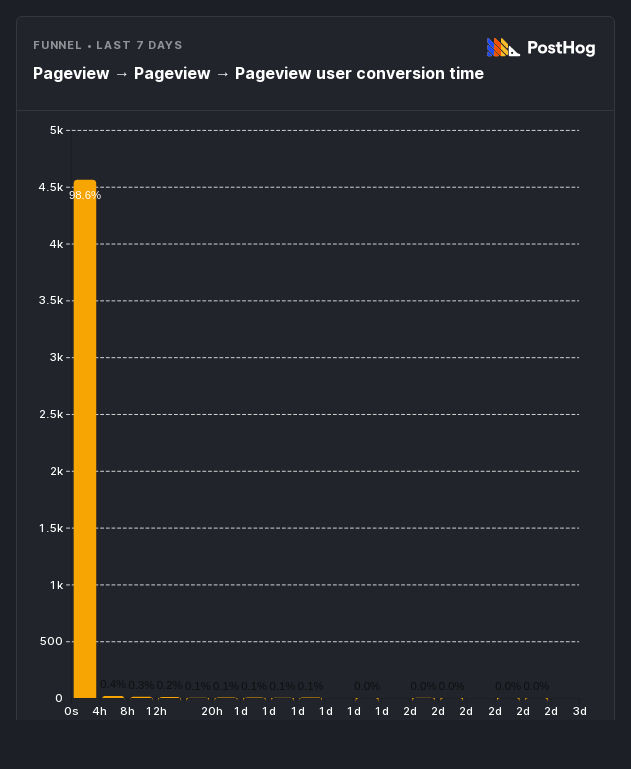 FUNNEL • LAST 7 DAYS
PostHog
Pageview → Pageview → Pageview user conversion time
5k
4.5k
98.6%
4k
3.5k
3k
2.5k
2k
1.5k
1k
500
0.4% 0.3% 0.2% 0.1% 0.1% 0.1% 0.1% 0.1% 0.0% 0.0% 0.0% 0.0% 0.0%
0
0s 4h 8h 12h 20h 1d 1d 1d 1d 1d 1d 2d 2d 2d 2d 2d 2d 3d